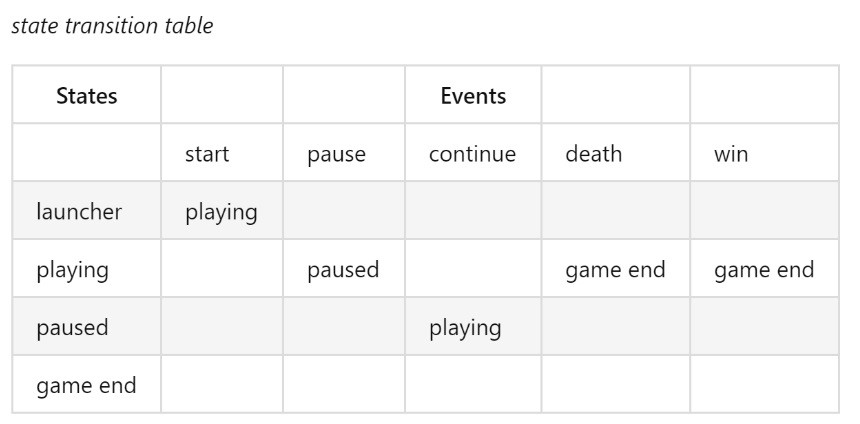 state transition table
States Events
start pause continue death win
launcher playing
playing paused game end game end
paused playing
game end